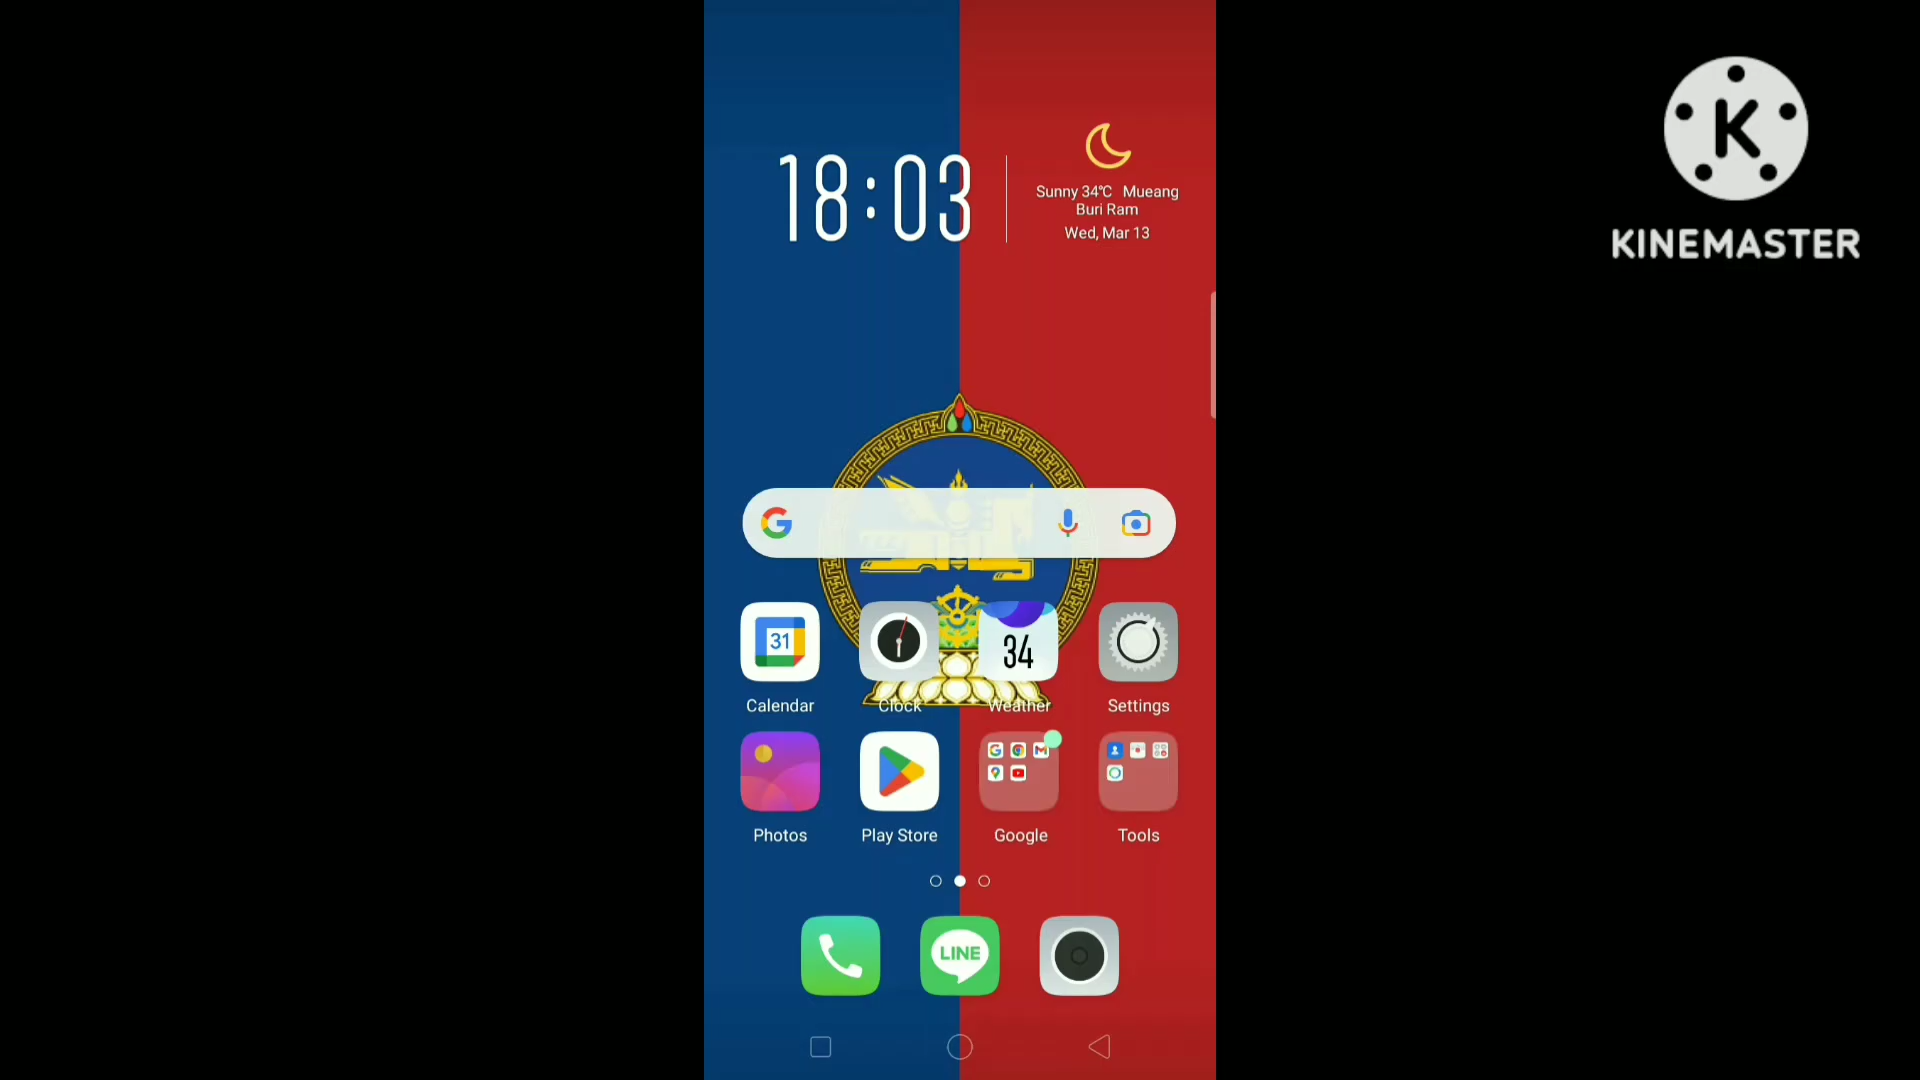 18:03
Sunny 34℃ Mueang
Buri Ram
Wed, Mar 13
K
KINEMASTER
31
34
Calendar
Clock
Weather
Settings
Photos
Play Store
Google
Tools
LINE